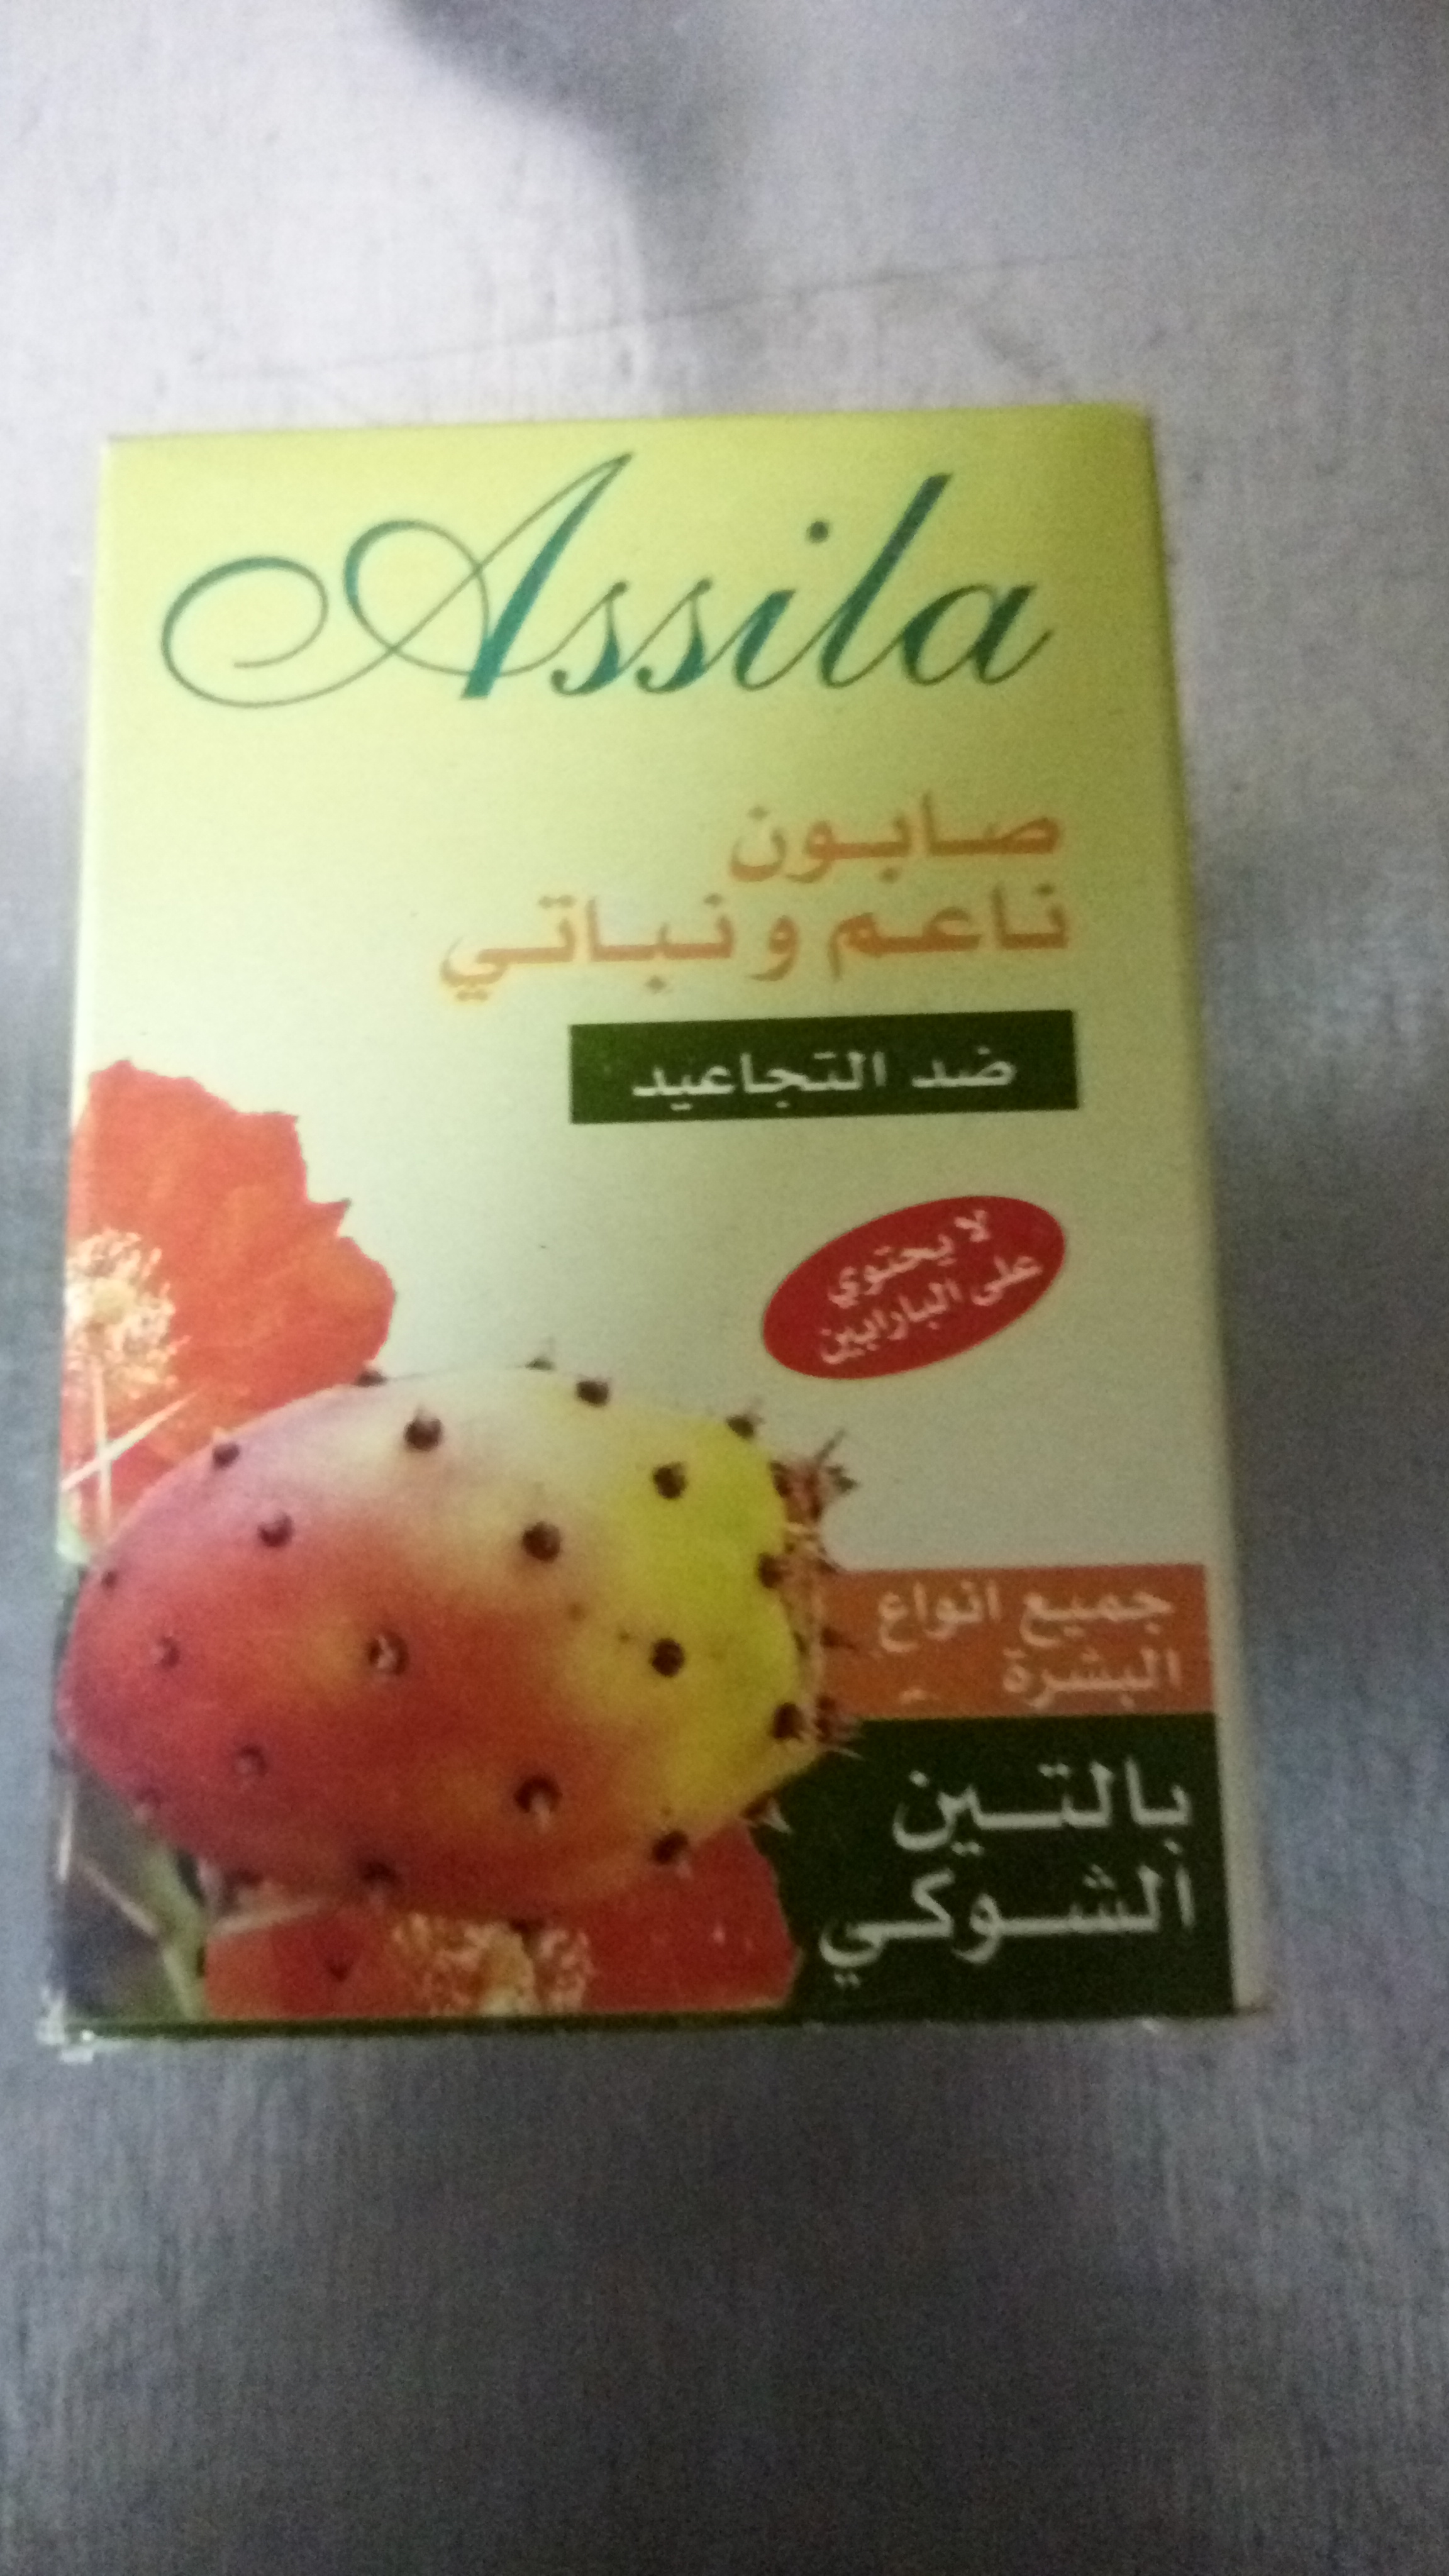 Assila
صابون
ناعم و نباتي
ضد التجاعيد
لا يحتوي
على البارابين
جميع انواع
البشرة
بالتين
الشوكي